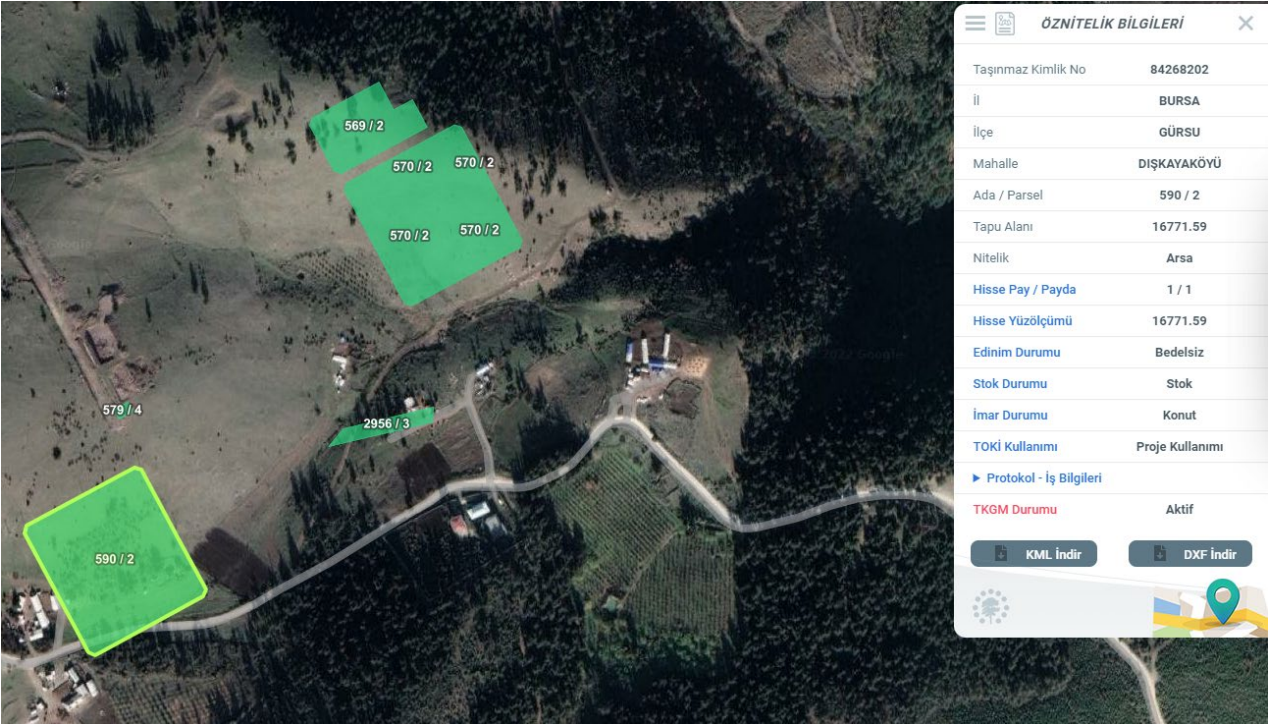 ÖZNİTELİK BİLGİLERİ
Taşınmaz Kimlik No 84268202
İl BURSA
İlçe GÜRSU
Mahalle DIŞKAYAKÖYÜ
Ada / Parsel 590 / 2
Tapu Alanı 16771.59
Nitelik Arsa
Hisse Pay / Payda 1 / 1
Hisse Yüzölçümü 16771.59
Edinim Durumu Bedelsiz
Stok Durumu Stok
İmar Durumu Konut
TOKİ Kullanımı Proje Kullanımı
Protokol - İş Bilgileri
TKGM Durumu Aktif
KML İndir DXF İndir
569 / 2
570 / 2 570 / 2
570 / 2 570 / 2
Google
2022 Google
579 / 4
2956 / 3
590 / 2